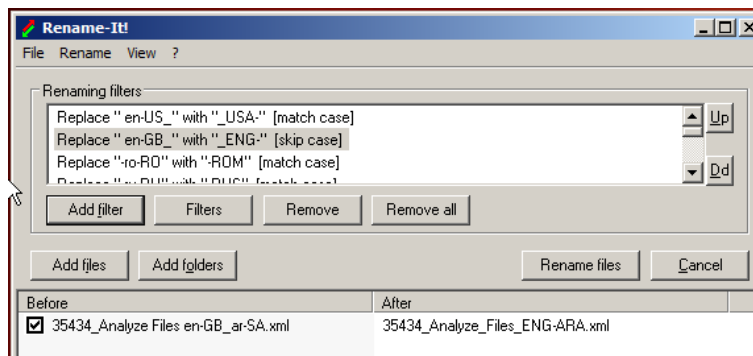 Rename-It!
File Rename View ?
Renaming filters
Replace " en-US_" with "_USA-" [match case]
Replace " en-GB_" with "_ENG-" [skip case]
Replace "-ro-RO" with "-ROM" [match case]
Up
Dd
Add filter Filters Remove Remove all
Add files Add folders Rename files Cancel
Before After
35434_Analyze Files en-GB_ar-SA.xml 35434_Analyze_Files_ENG-ARA.xml